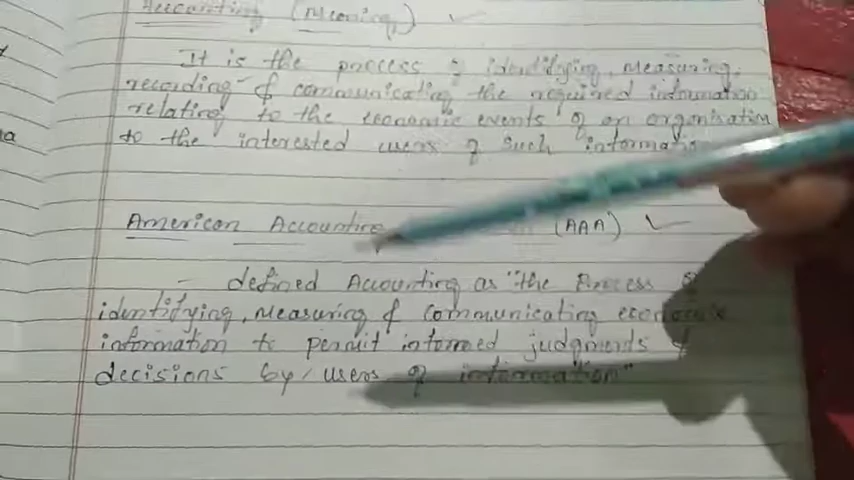 Accounting (Meaning) ✓
It is the process of identifying, measuring,
recording & communicating the required information
relating to the economic events of an organisation
to the interested users of such informatio
American Accounting (AAA) ✓
- defined Accounting as "the Process of
identifying, measuring & communicating economic
information to permit informed judgments &
decisions by/users of information"